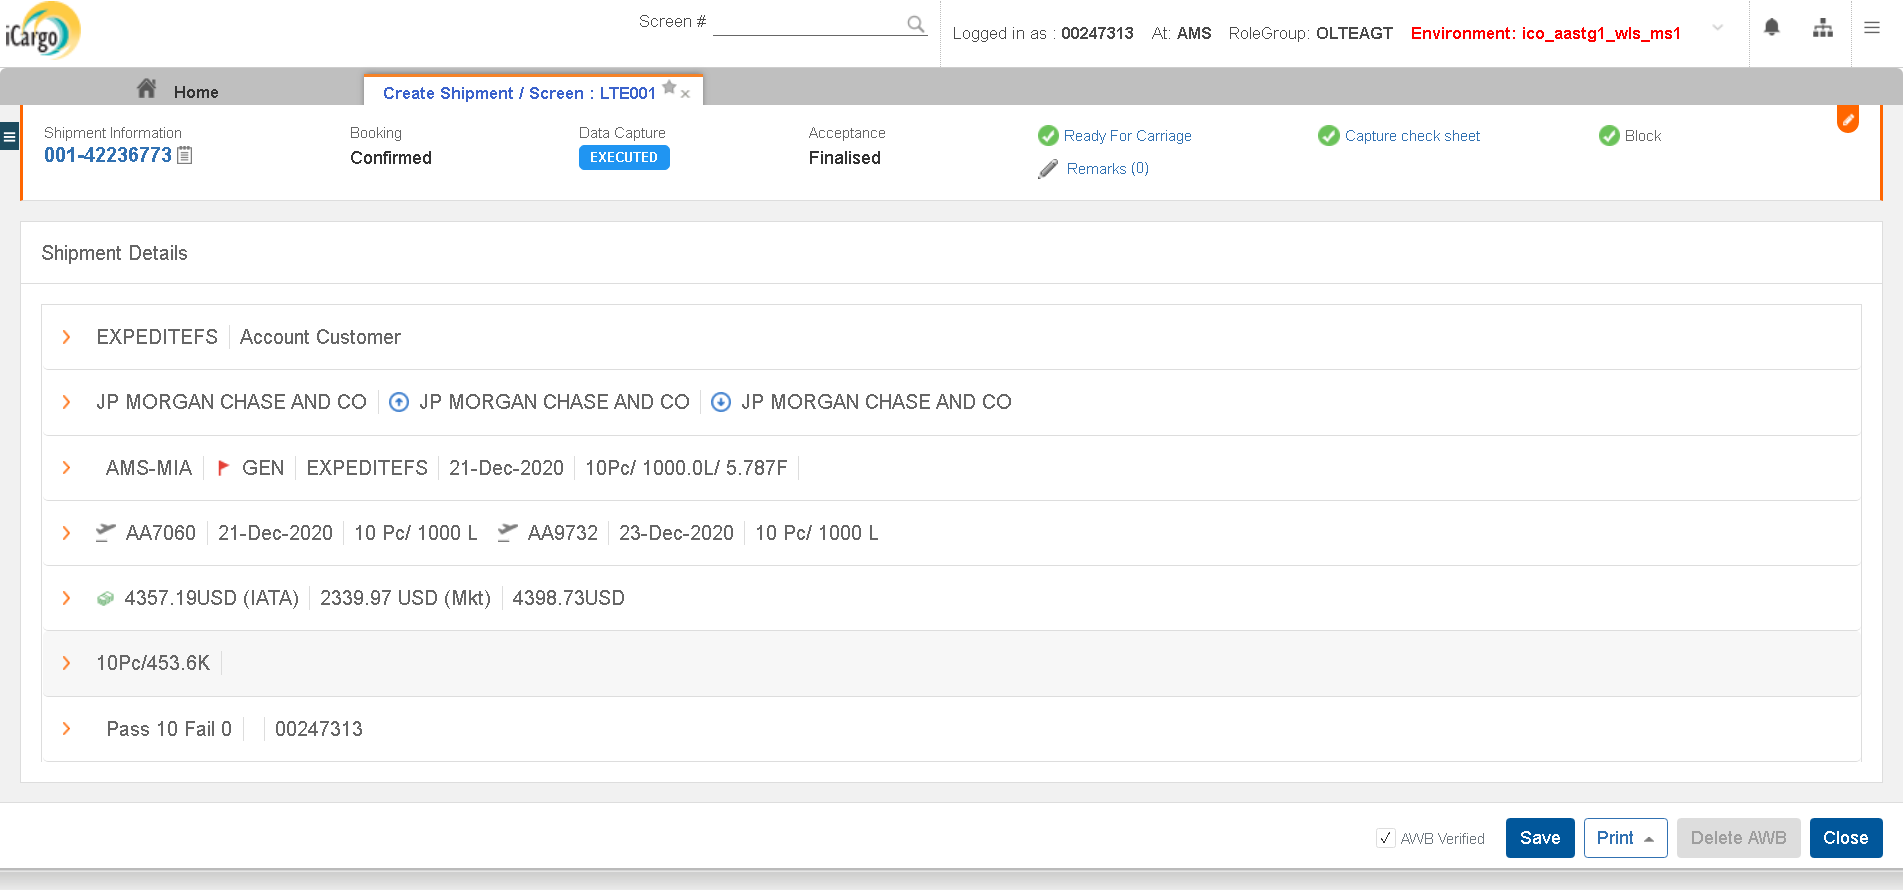 iCargo
Screen #
Logged in as : 00247313 At: AMS RoleGroup: OLTEAGT Environment: ico_aastg1_wls_ms1
Home
Create Shipment / Screen : LTE001
Shipment Information
001-42236773
Booking
Confirmed
Data Capture
EXECUTED
Acceptance
Finalised
Ready For Carriage
Capture check sheet
Block
Remarks (0)
Shipment Details
EXPEDITEFS Account Customer
JP MORGAN CHASE AND CO JP MORGAN CHASE AND CO JP MORGAN CHASE AND CO
AMS-MIA GEN EXPEDITEFS 21-Dec-2020 10Pc/ 1000.0L/ 5.787F
AA7060 21-Dec-2020 10 Pc/ 1000 L AA9732 23-Dec-2020 10 Pc/ 1000 L
4357.19USD (IATA) 2339.97 USD (Mkt) 4398.73USD
10Pc/453.6K
Pass 10 Fail 0 00247313
AWB Verified Save Print Delete AWB Close